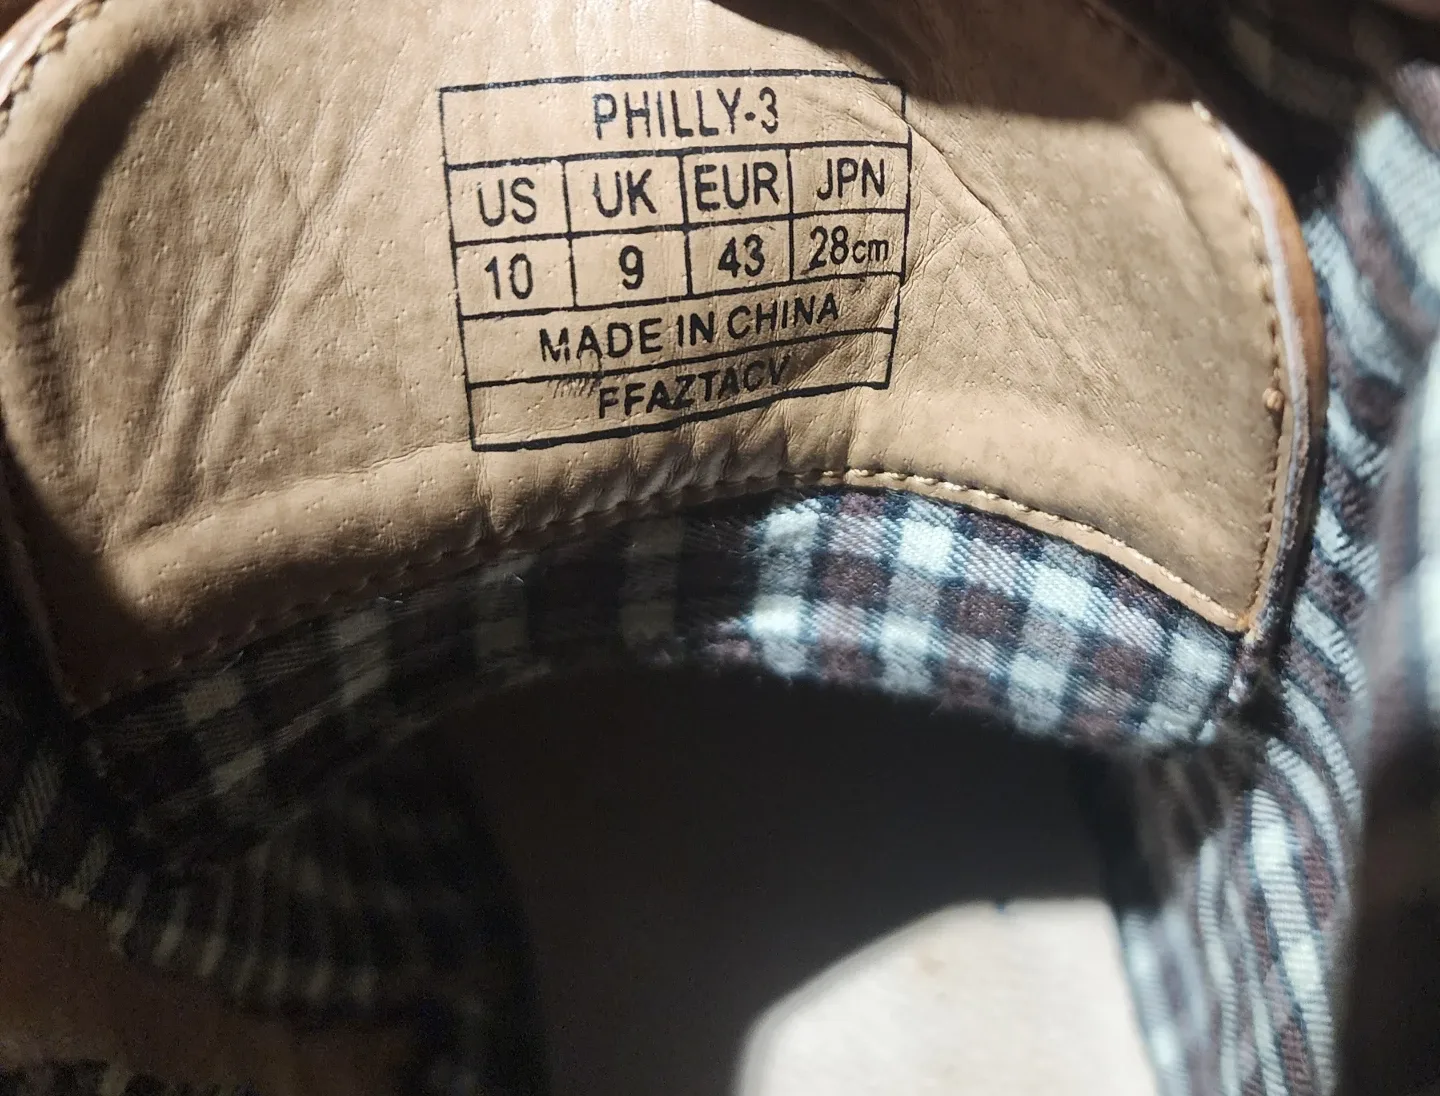 PHILLY-3
US UK EUR JPN
10 9 43 28cm
MADE IN CHINA
FFAZTACV